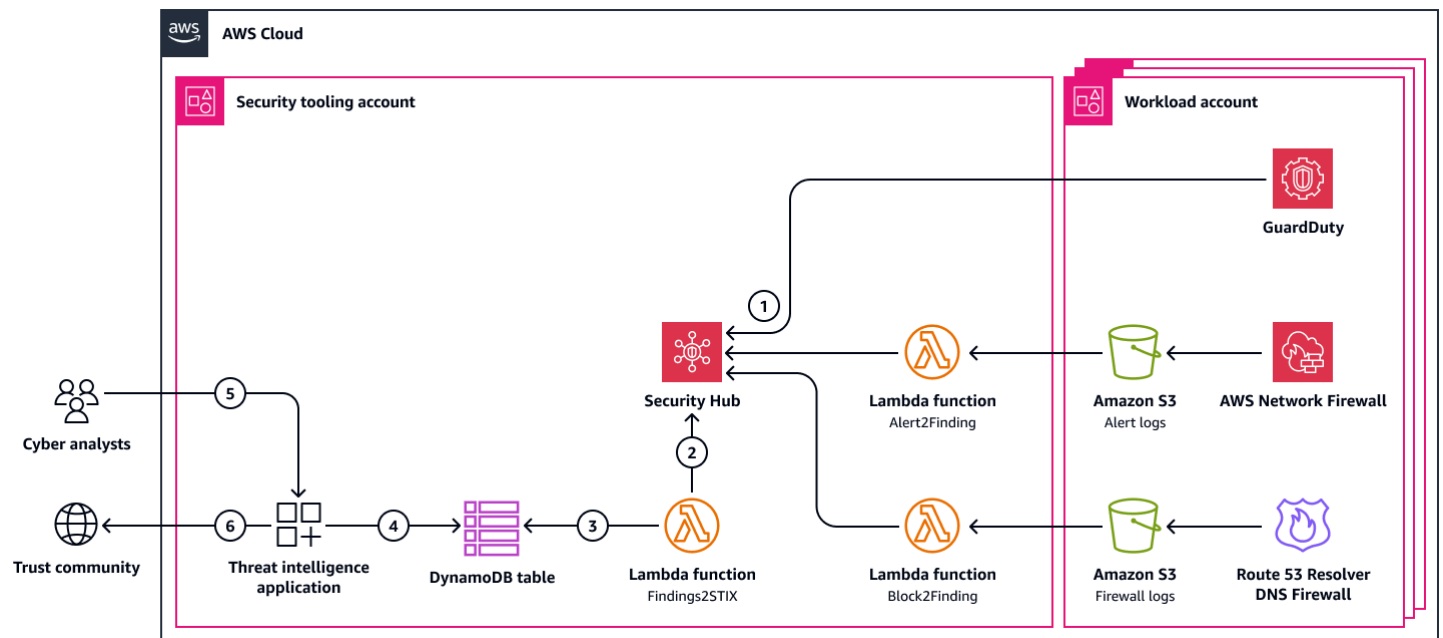 aws
AWS Cloud
Security tooling account
Workload account
GuardDuty
1
Security Hub
Lambda function
Alert2Finding
Amazon S3
Alert logs
AWS Network Firewall
5
Cyber analysts
2
6
4
3
Trust community
Threat intelligence
application
DynamoDB table
Lambda function
Findings2STIX
Lambda function
Block2Finding
Amazon S3
Firewall logs
Route 53 Resolver
DNS Firewall